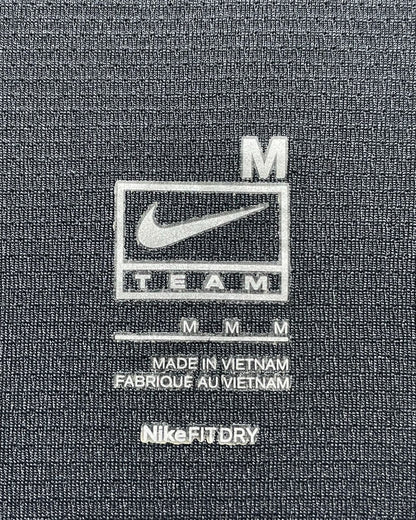 M
TEAM
M M M
MADE IN VIETNAM
FABRIQUE AU VIETNAM
NikeFITDRY